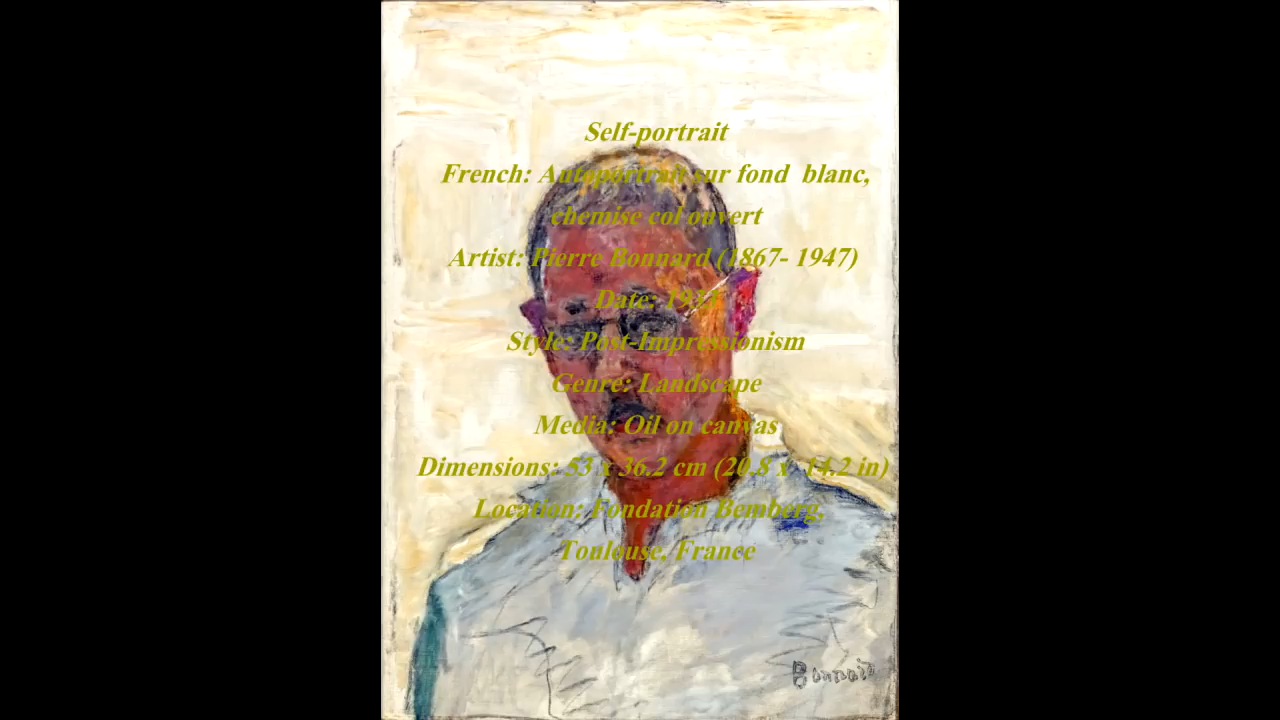 Self-portrait
French: Autoportrait sur fond blanc,
chemise col ouvert
Artist: Pierre Bonnard (1867- 1947)
Date: 1933
Style: Post-Impressionism
Genre: Landscape
Media: Oil on canvas
Dimensions: 53 x 36.2 cm (20.8 x 14.2 in)
Location: Fondation Bemberg,
Toulouse, France
Bonnard